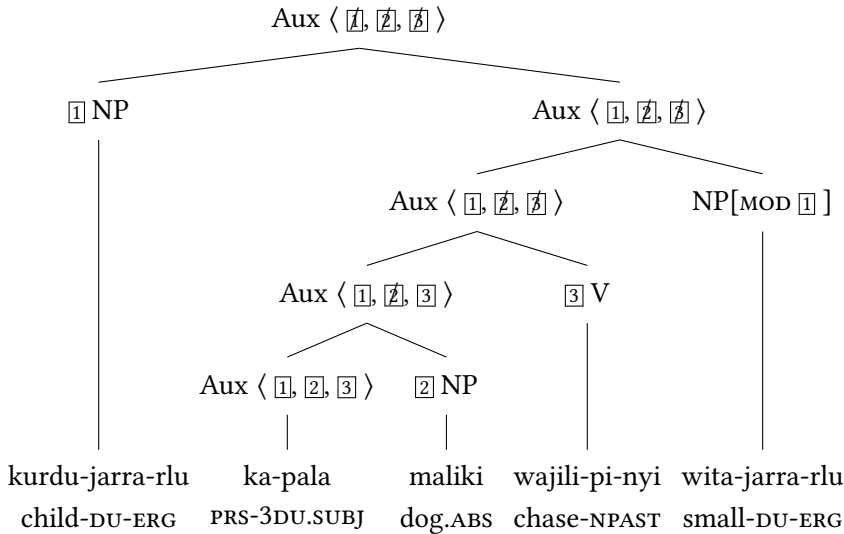 Aux ⟨ 1̸, 2̸, 3̸ ⟩
1 NP Aux ⟨ 1, 2̸, 3̸ ⟩
Aux ⟨ 1, 2̸, 3̸ ⟩ NP[MOD 1 ]
Aux ⟨ 1, 2̸, 3 ⟩ 3 V
Aux ⟨ 1, 2, 3 ⟩ 2 NP
kurdu-jarra-rlu ka-pala maliki wajili-pi-nyi wita-jarra-rlu
child-DU-ERG PRS-3DU.SUBJ dog.ABS chase-NPAST small-DU-ERG